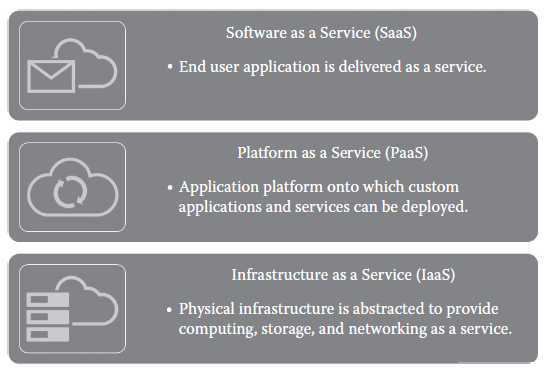 Software as a Service (SaaS)
• End user application is delivered as a service.
Platform as a Service (PaaS)
• Application platform onto which custom
applications and services can be deployed.
Infrastructure as a Service (IaaS)
• Physical infrastructure is abstracted to provide
computing, storage, and networking as a service.